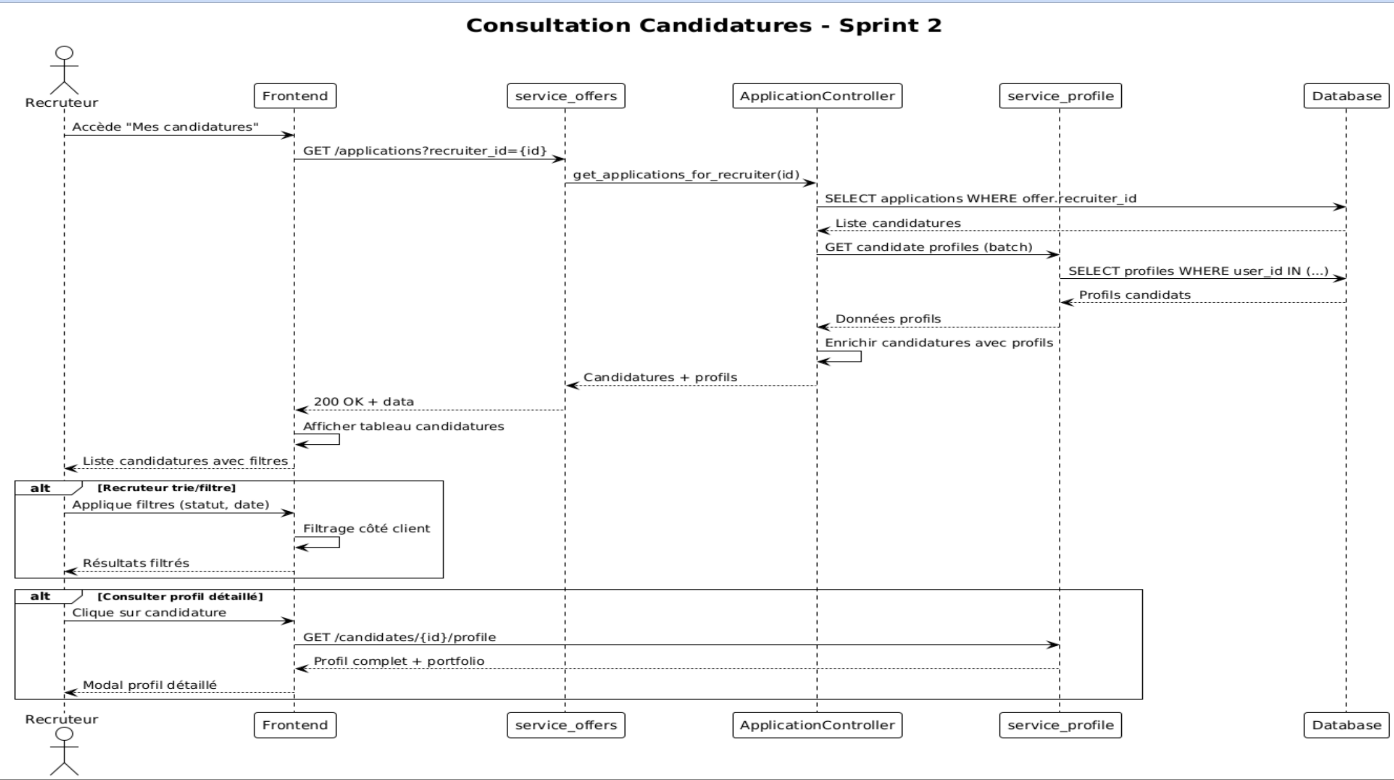 Consultation Candidatures - Sprint 2
Recruteur
Frontend
service_offers
ApplicationController
service_profile
Database
Accède "Mes candidatures"
GET /applications?recruiter_id={id}
get_applications_for_recruiter(id)
SELECT applications WHERE offer.recruiter_id
Liste candidatures
GET candidate profiles (batch)
SELECT profiles WHERE user_id IN (...)
Profils candidats
Données profils
Enrichir candidatures avec profils
Candidatures + profils
200 OK + data
Afficher tableau candidatures
Liste candidatures avec filtres
alt [Recruteur trie/filtre]
Applique filtres (statut, date)
Filtrage côté client
Résultats filtrés
alt [Consulter profil détaillé]
Clique sur candidature
GET /candidates/{id}/profile
Profil complet + portfolio
Modal profil détaillé
Recruteur
Frontend
service_offers
ApplicationController
service_profile
Database